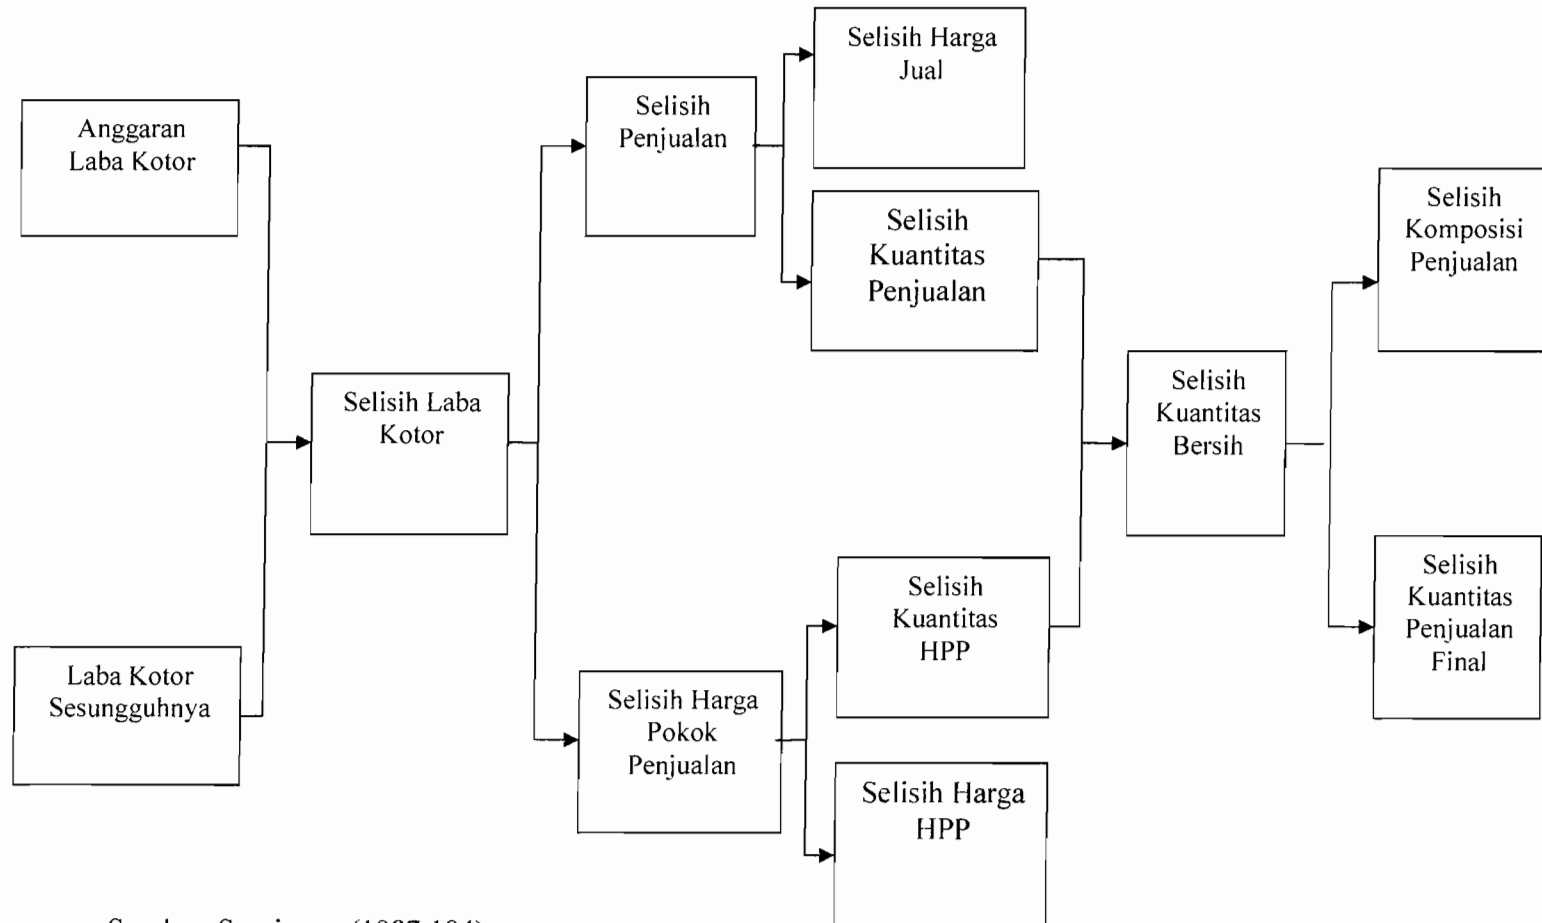 Anggaran
Laba Kotor
Laba Kotor
Sesungguhnya
Selisih Laba
Kotor
Selisih
Penjualan
Selisih Harga
Pokok
Penjualan
Selisih Harga
Jual
Selisih
Kuantitas
Penjualan
Selisih
Kuantitas
HPP
Selisih Harga
HPP
Selisih
Kuantitas
Bersih
Selisih
Komposisi
Penjualan
Selisih
Kuantitas
Penjualan
Final